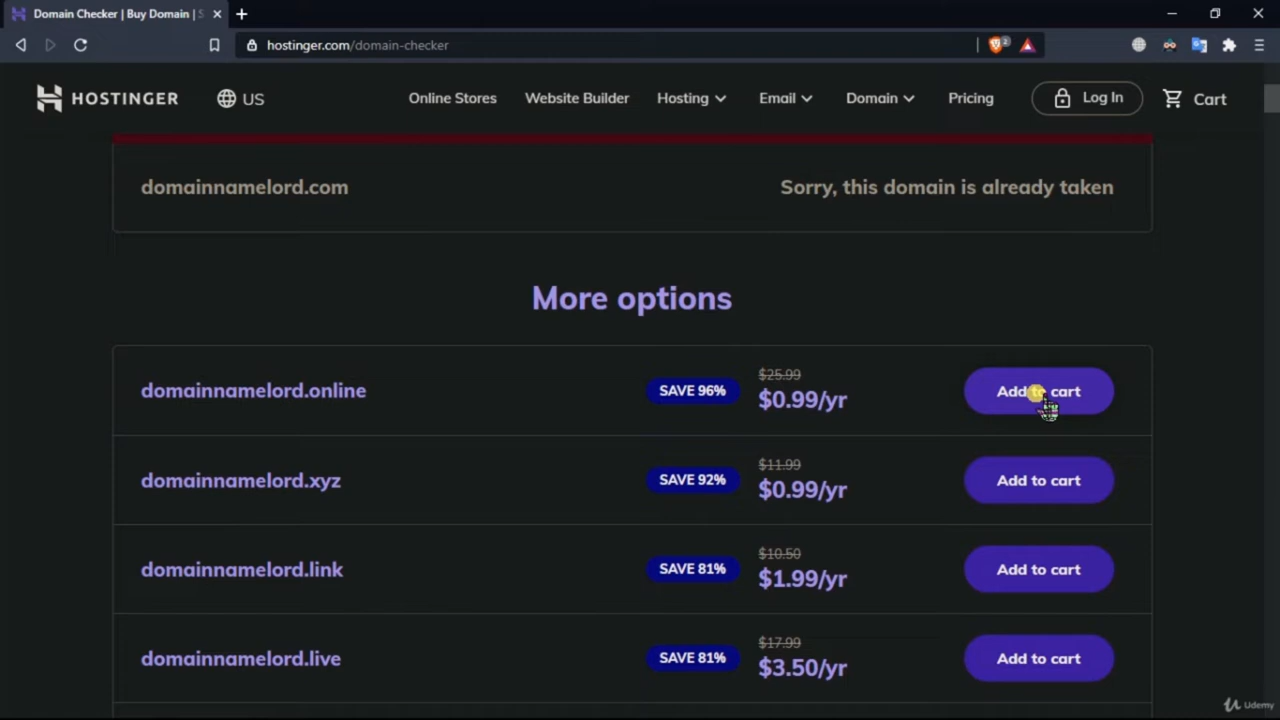 Domain Checker | Buy Domain |
hostinger.com/domain-checker
2
HOSTINGER
US
Online Stores
Website Builder
Hosting
Email
Domain
Pricing
Log In
Cart
domainnamelord.com
Sorry, this domain is already taken
More options
domainnamelord.online
SAVE 96%
$25.99
$0.99/yr
Add to cart
domainnamelord.xyz
SAVE 92%
$11.99
$0.99/yr
Add to cart
domainnamelord.link
SAVE 81%
$10.50
$1.99/yr
Add to cart
domainnamelord.live
SAVE 81%
$17.99
$3.50/yr
Add to cart
Udemy